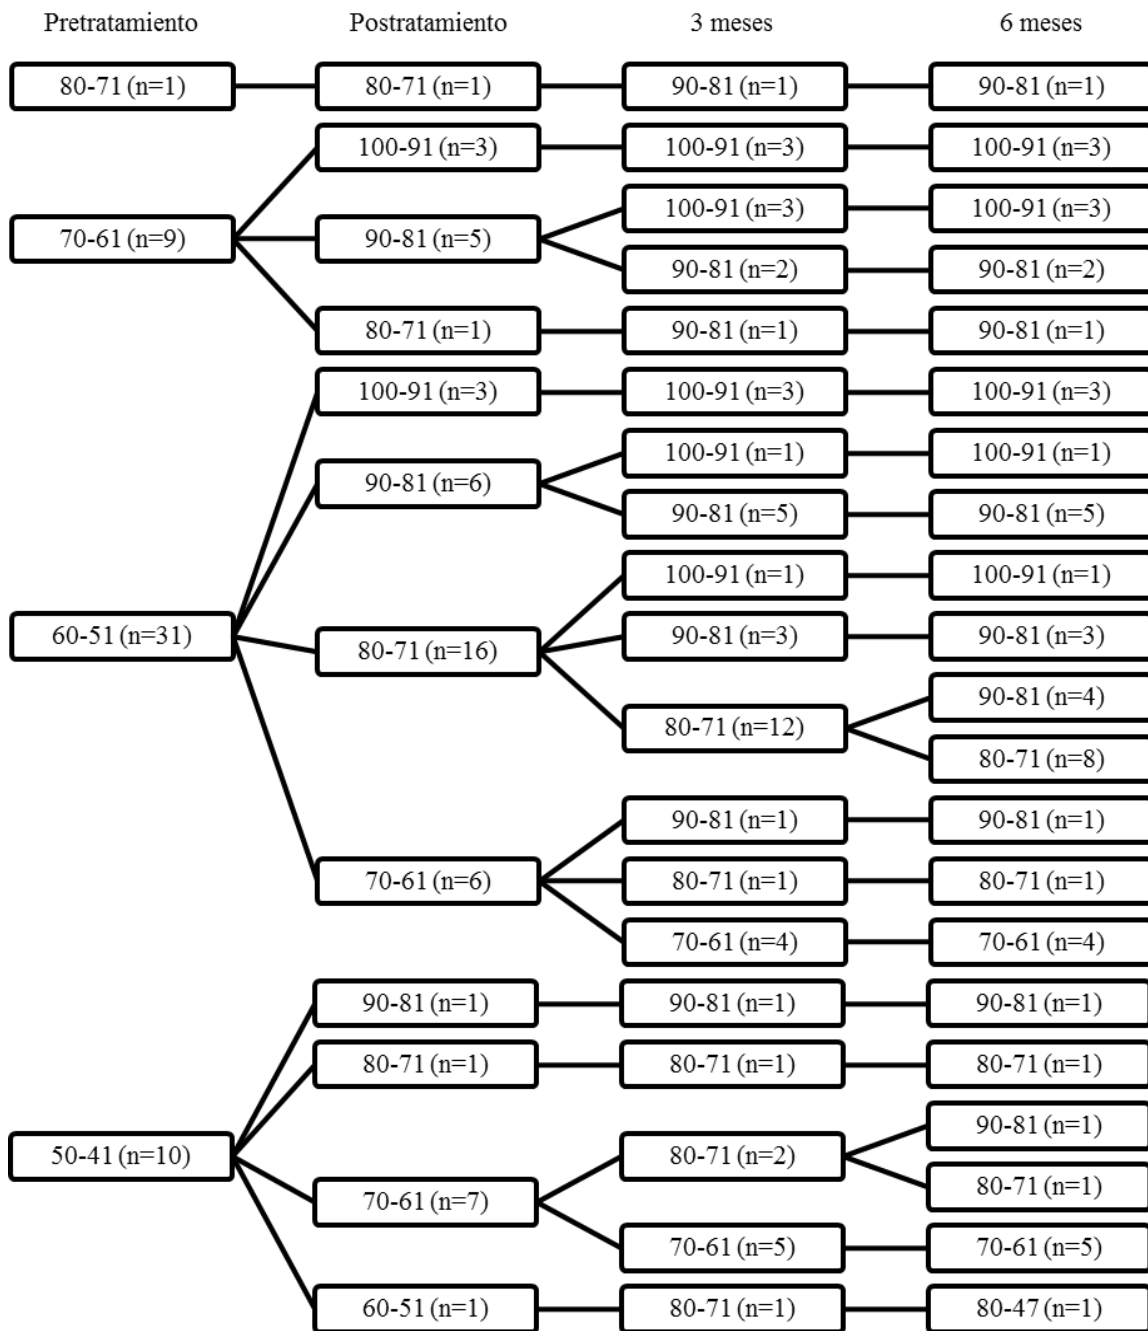 Pretratamiento Postratamiento 3 meses 6 meses
80-71 (n=1) 80-71 (n=1) 90-81 (n=1) 90-81 (n=1)
100-91 (n=3) 100-91 (n=3) 100-91 (n=3)
100-91 (n=3) 100-91 (n=3)
70-61 (n=9) 90-81 (n=5)
90-81 (n=2) 90-81 (n=2)
80-71 (n=1) 90-81 (n=1) 90-81 (n=1)
100-91 (n=3) 100-91 (n=3) 100-91 (n=3)
100-91 (n=1) 100-91 (n=1)
90-81 (n=6)
90-81 (n=5) 90-81 (n=5)
100-91 (n=1) 100-91 (n=1)
60-51 (n=31) 90-81 (n=3) 90-81 (n=3)
80-71 (n=16)
90-81 (n=4)
80-71 (n=12)
80-71 (n=8)
90-81 (n=1) 90-81 (n=1)
70-61 (n=6) 80-71 (n=1) 80-71 (n=1)
70-61 (n=4) 70-61 (n=4)
90-81 (n=1) 90-81 (n=1) 90-81 (n=1)
80-71 (n=1) 80-71 (n=1) 80-71 (n=1)
90-81 (n=1)
50-41 (n=10) 80-71 (n=2)
80-71 (n=1)
70-61 (n=7)
70-61 (n=5) 70-61 (n=5)
60-51 (n=1) 80-71 (n=1) 80-47 (n=1)